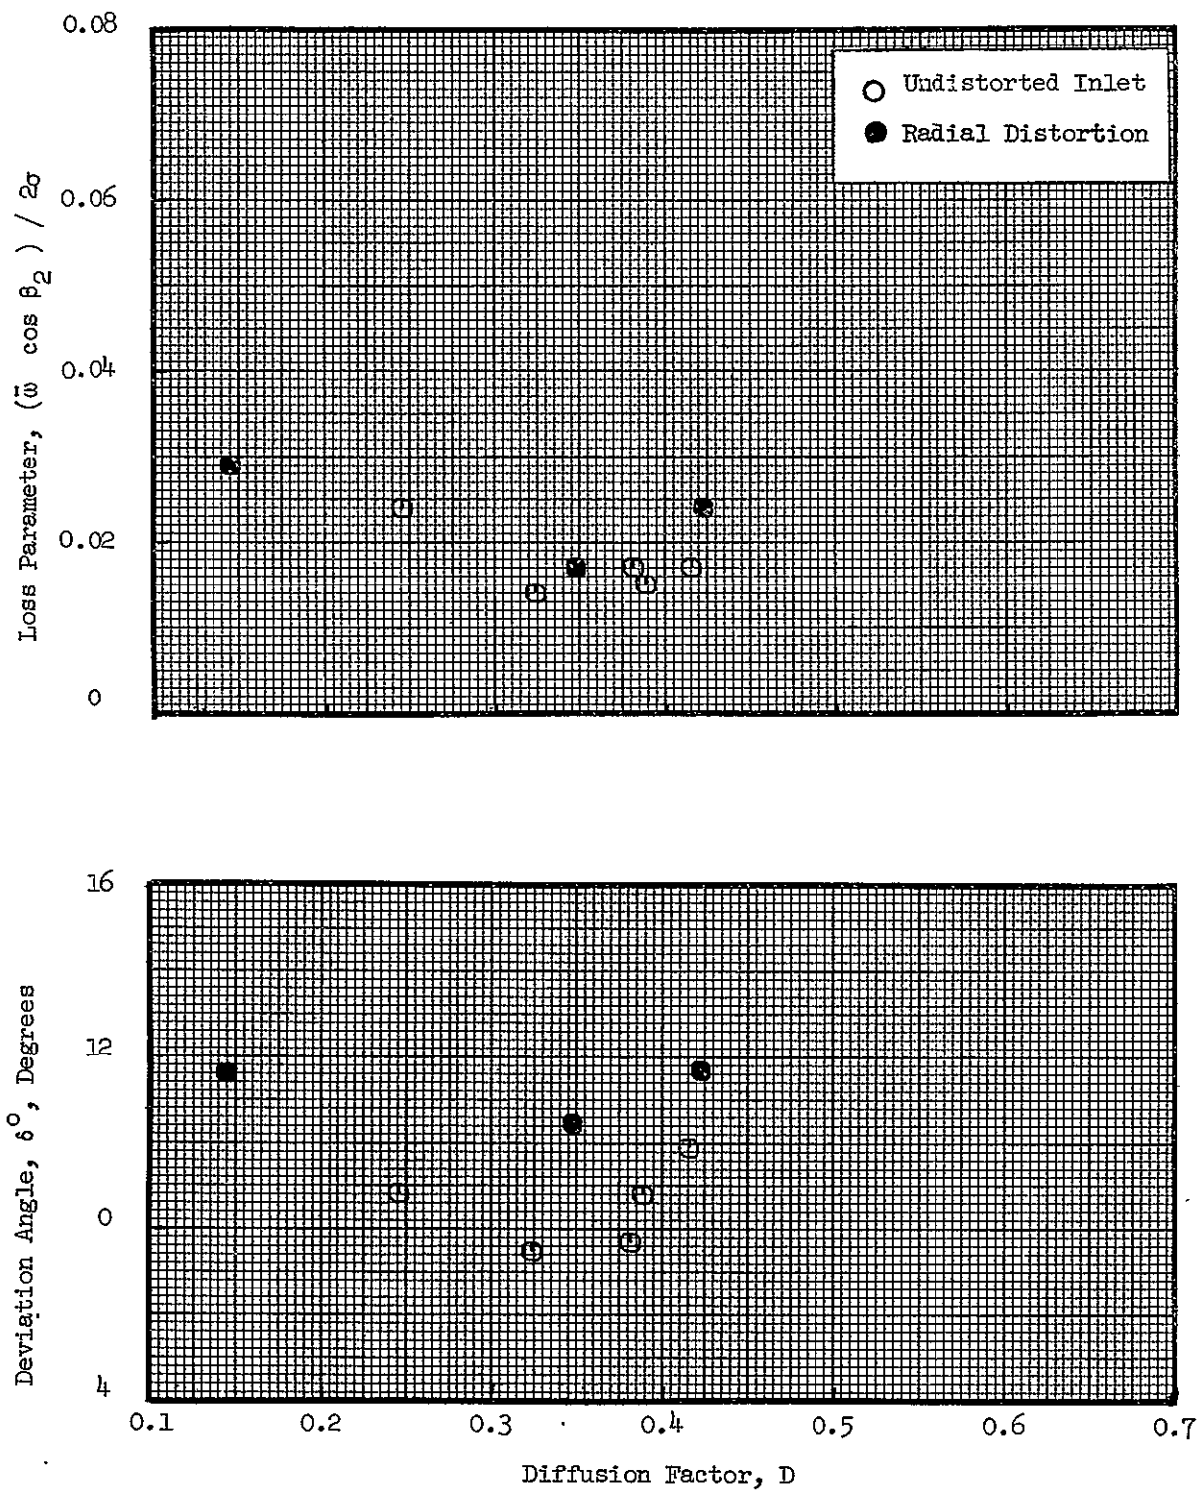 0.08
Undistorted Inlet
Radial Distortion
0.06
0.04
0.02
0
Loss Parameter, (ω̄ cos β₂ ) / 2σ
16
12
0
4
Deviation Angle, δ°, Degrees
0.1 0.2 0.3 0.4 0.5 0.6 0.7
Diffusion Factor, D